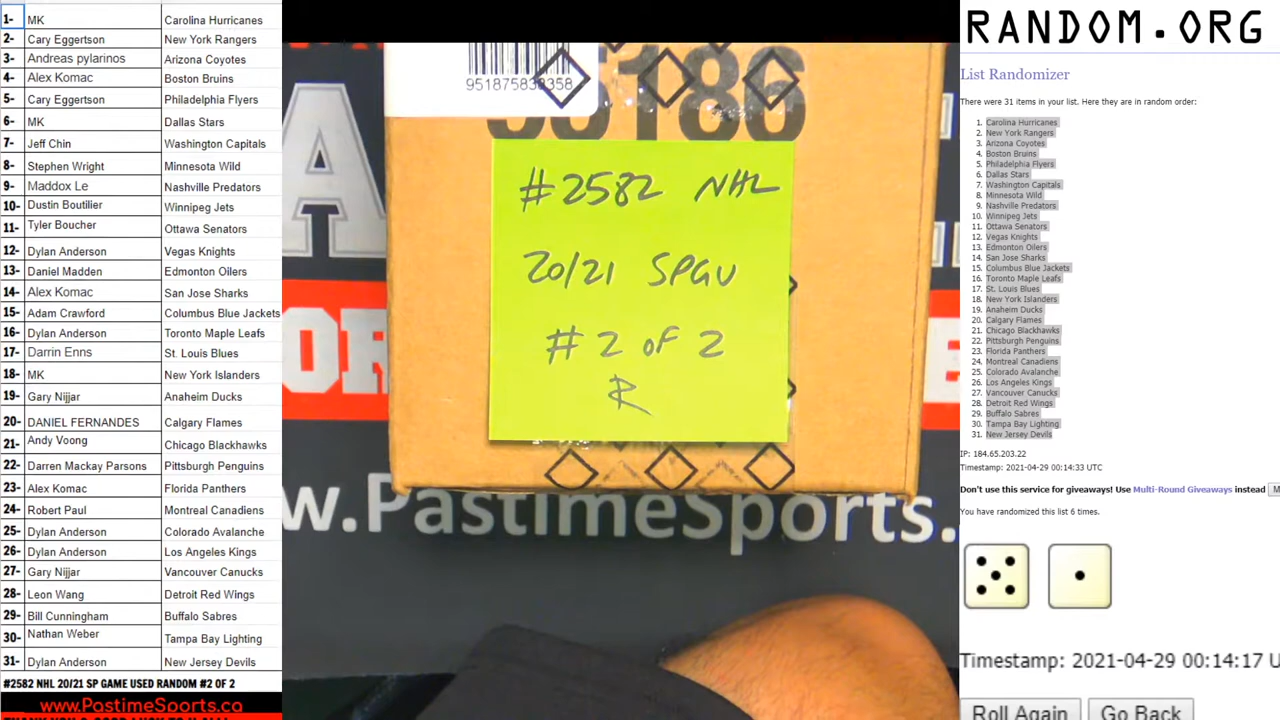 1- MK Carolina Hurricanes
2- Cary Eggertson New York Rangers
3- Andreas pylarinos Arizona Coyotes
4- Alex Komac Boston Bruins
5- Cary Eggertson Philadelphia Flyers
6- MK Dallas Stars
7- Jeff Chin Washington Capitals
8- Stephen Wright Minnesota Wild
9- Maddox Le Nashville Predators
10- Dustin Boutilier Winnipeg Jets
11- Tyler Boucher Ottawa Senators
12- Dylan Anderson Vegas Knights
13- Daniel Madden Edmonton Oilers
14- Alex Komac San Jose Sharks
15- Adam Crawford Columbus Blue Jackets
16- Dylan Anderson Toronto Maple Leafs
17- Darrin Enns St. Louis Blues
18- MK New York Islanders
19- Gary Nijjar Anaheim Ducks
20- DANIEL FERNANDES Calgary Flames
21- Andy Voong Chicago Blackhawks
22- Darren Mackay Parsons Pittsburgh Penguins
23- Alex Komac Florida Panthers
24- Robert Paul Montreal Canadiens
25- Dylan Anderson Colorado Avalanche
26- Dylan Anderson Los Angeles Kings
27- Gary Nijjar Vancouver Canucks
28- Leon Wang Detroit Red Wings
29- Bill Cunningham Buffalo Sabres
30- Nathan Weber Tampa Bay Lighting
31- Dylan Anderson New Jersey Devils
#2582 NHL 20/21 SP GAME USED RANDOM #2 OF 2
www.PastimeSports.ca
#2582 NHL
20/21 SPGU
#2 of 2
R
w.PastimeSports.
RANDOM.ORG
List Randomizer
There were 31 items in your list. Here they are in random order:
1. Carolina Hurricanes
2. New York Rangers
3. Arizona Coyotes
4. Boston Bruins
5. Philadelphia Flyers
6. Dallas Stars
7. Washington Capitals
8. Minnesota Wild
9. Nashville Predators
10. Winnipeg Jets
11. Ottawa Senators
12. Vegas Knights
13. Edmonton Oilers
14. San Jose Sharks
15. Columbus Blue Jackets
16. Toronto Maple Leafs
17. St. Louis Blues
18. New York Islanders
19. Anaheim Ducks
20. Calgary Flames
21. Chicago Blackhawks
22. Pittsburgh Penguins
23. Florida Panthers
24. Montreal Canadiens
25. Colorado Avalanche
26. Los Angeles Kings
27. Vancouver Canucks
28. Detroit Red Wings
29. Buffalo Sabres
30. Tampa Bay Lighting
31. New Jersey Devils
IP: 184.65.203.22
Timestamp: 2021-04-29 00:14:33 UTC
Don't use this service for giveaways! Use Multi-Round Giveaways instead
You have randomized this list 6 times.
Timestamp: 2021-04-29 00:14:17 U
Roll Again Go Back